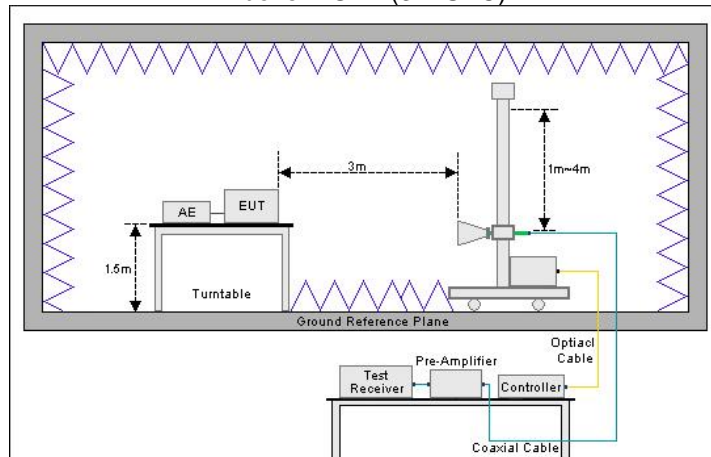 3m
1m~4m
AE
EUT
1.5m
Turntable
Ground Reference Plane
Optiacl
Cable
Pre-Amplifier
Test
Receiver
Controller
Coaxial Cable